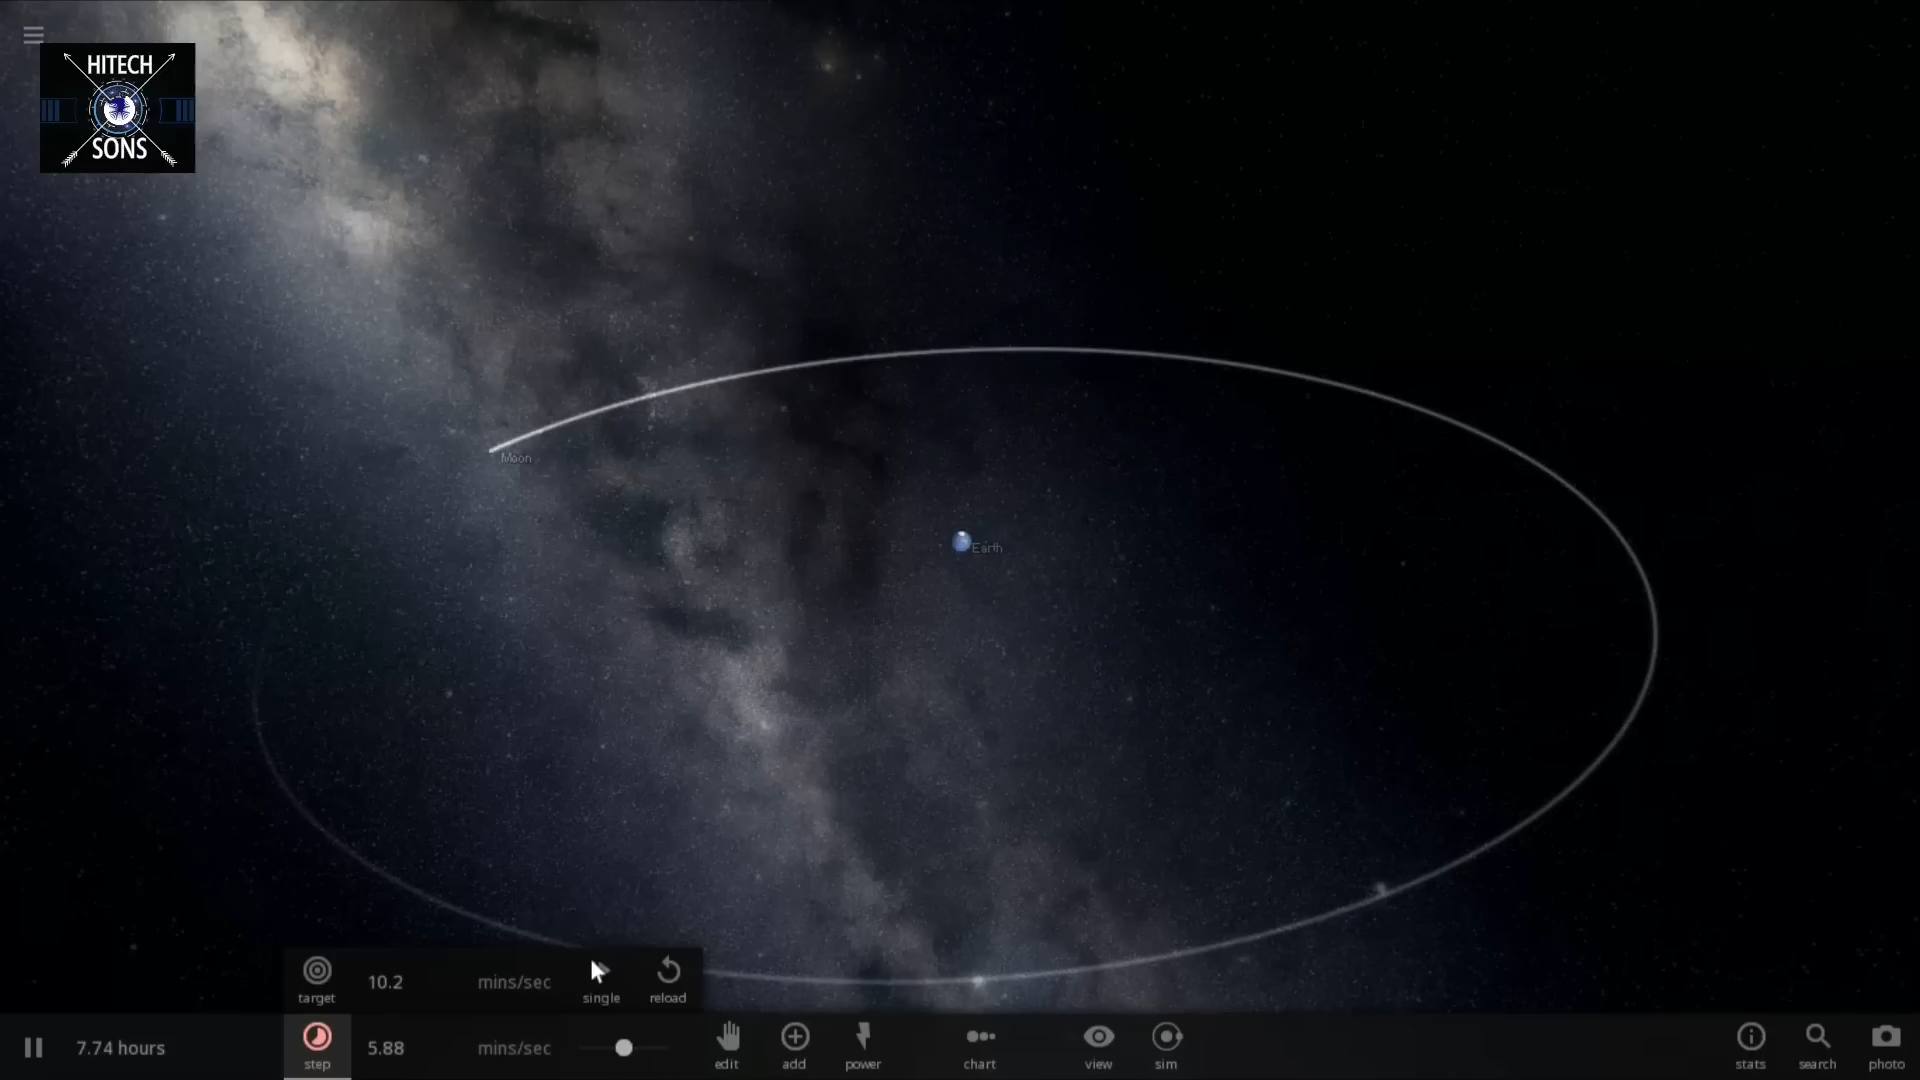 HITECH
SONS
Moon
Earth
target
10.2
mins/sec
single
reload
7.74 hours
step
5.88
mins/sec
edit
add
power
chart
view
sim
stats
search
photo